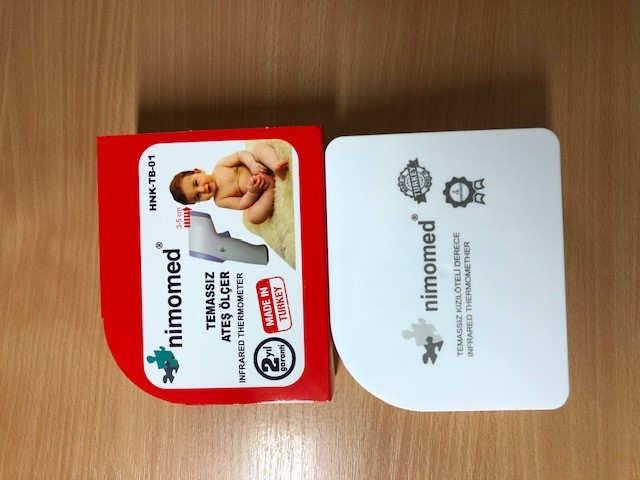 HNK-TB-01
3-5 cm
nimomed®
TEMASSIZ
ATEŞ ÖLÇER
INFRARED THERMOMETER
MADE IN
TURKEY
2 yıl
garanti
TURKEY
nimomed®
TEMASSIZ KIZILÖTELİ DERECE
INFRARED THERMOMETHER